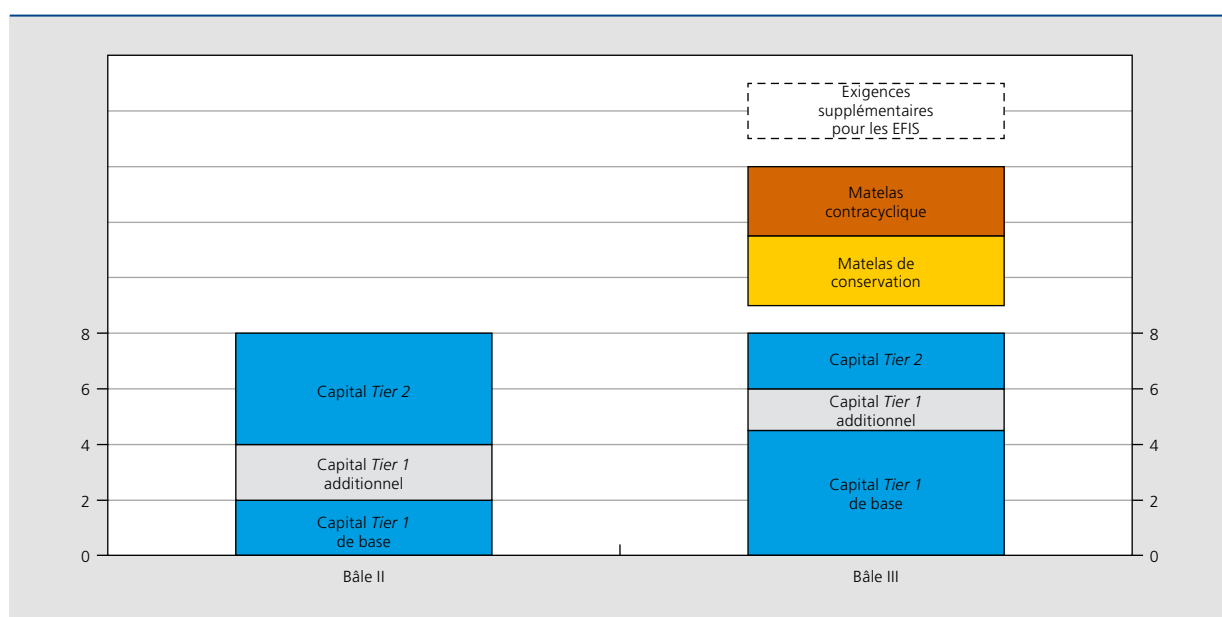 Exigences
supplémentaires
pour les EFIS
Matelas
contracyclique
Matelas de
conservation
8
8
Capital Tier 2
Capital Tier 2
6
6
Capital Tier 1
additionnel
4
4
Capital Tier 1
additionnel
Capital Tier 1
de base
2
2
Capital Tier 1
de base
0
0
Bâle II
Bâle III